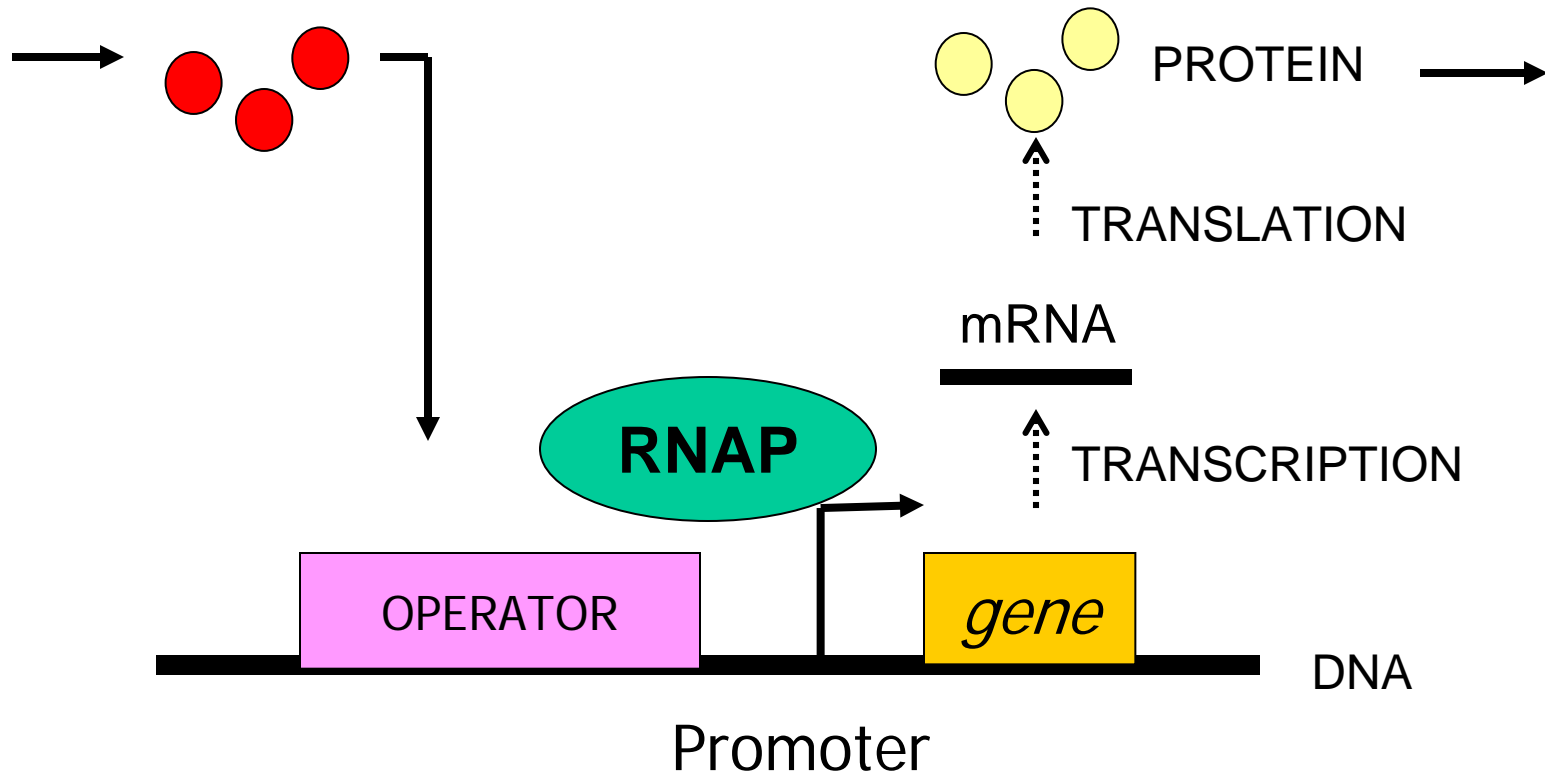 PROTEIN
TRANSLATION
mRNA
RNAP
TRANSCRIPTION
OPERATOR
gene
DNA
Promoter